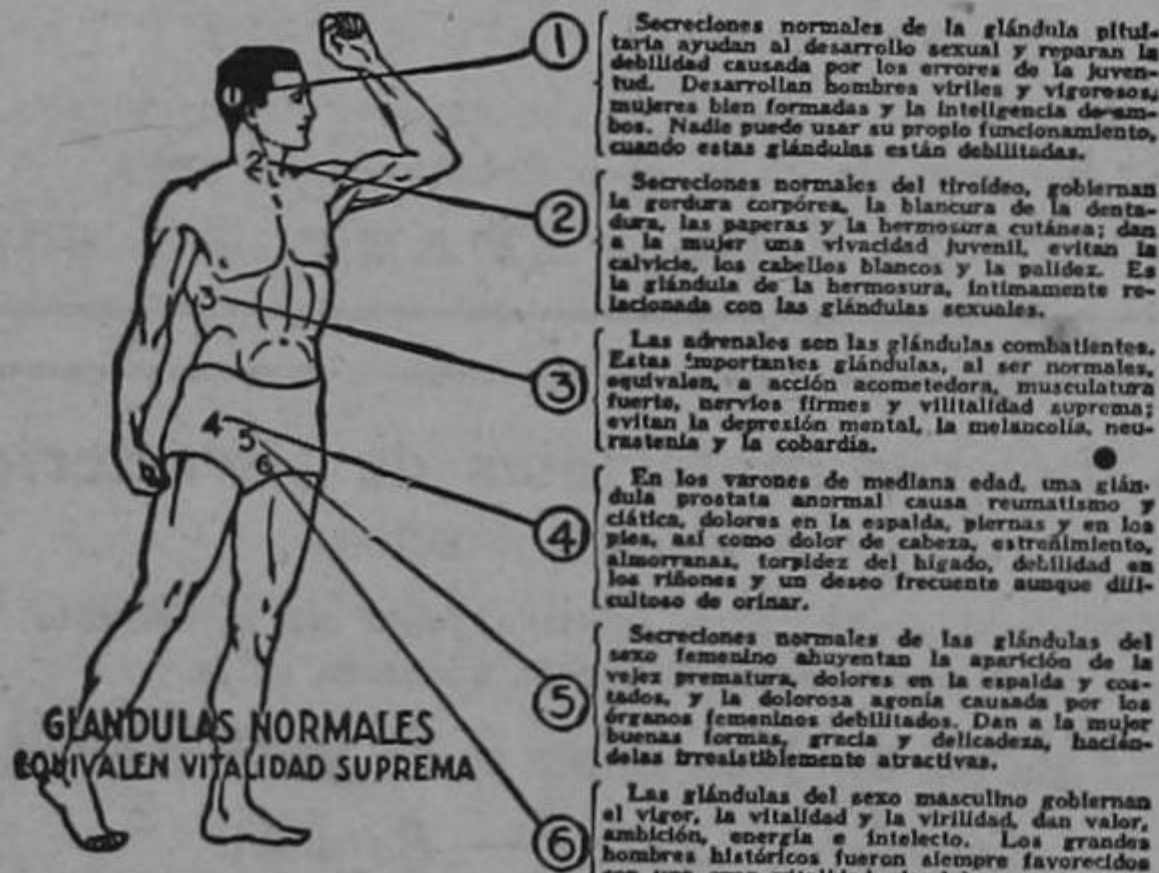 1
Secreciones normales de la glándula pitui-
taria ayudan al desarrollo sexual y reparan la
debilidad causada por los errores de la juven-
tud. Desarrollan hombres viriles y vigorosos,
mujeres bien formadas y la inteligencia de am-
bos. Nadie puede usar su propio funcionamiento,
cuando estas glándulas están debilitadas.
2
Secreciones normales del tiroídeo, gobiernan
la gordura corpórea, la blancura de la denta-
dura, las paperas y la hermosura cutánea; dan
a la mujer una vivacidad juvenil, evitan la
calvicie, los cabellos blancos y la palidez. Es
la glándula de la hermosura, íntimamente re-
lacionada con las glándulas sexuales.
3
Las adrenales son las glándulas combatientes.
Estas importantes glándulas, al ser normales,
equivalen, a acción acometedora, musculatura
fuerte, nervios firmes y vilitalidad suprema;
evitan la depresión mental, la melancolía, neu-
rastenia y la cobardía.
4
En los varones de mediana edad, una glán-
dula prostata anormal causa reumatismo y
ciática, dolores en la espalda, piernas y en los
pies, así como dolor de cabeza, estreñimiento,
almorranas, torpidez del hígado, debilidad en
los riñones y un deseo frecuente aunque difi-
cultoso de orinar.
5
Secreciones normales de las glándulas del
sexo femenino ahuyentan la aparición de la
vejez prematura, dolores en la espalda y cos-
tados, y la dolorosa agonía causada por los
órganos femeninos debilitados. Dan a la mujer
buenas formas, gracia y delicadeza, hacién-
delas irresistiblemente atractivas.
6
Las glándulas del sexo masculino gobiernan
el vigor, la vitalidad y la virilidad, dan valor,
ambición, energía e intelecto. Los grandes
hombres históricos fueron siempre favorecidos
1
2
3
4
5
6
GLANDULAS NORMALES
EQUIVALEN VITALIDAD SUPREMA